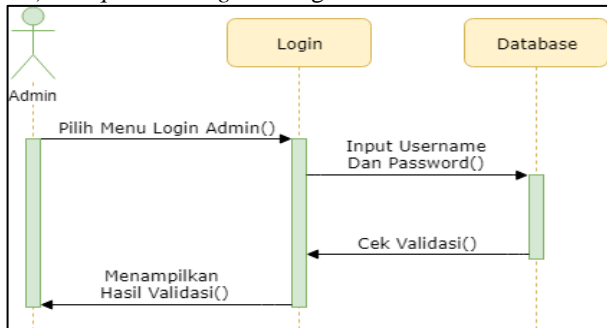 Login
Database
Admin
Pilih Menu Login Admin()
Input Username
Dan Password()
Cek Validasi()
Menampilkan
Hasil Validasi()